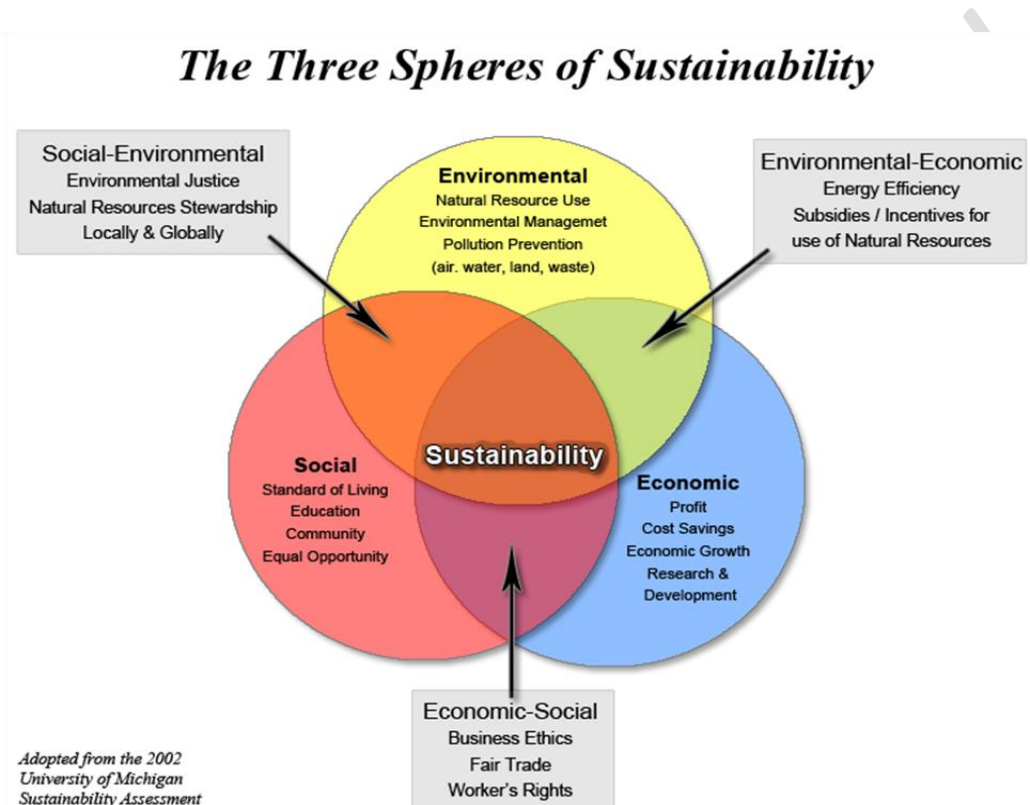 The Three Spheres of Sustainability
Social-Environmental
Environmental Justice
Natural Resources Stewardship
Locally & Globally
Environmental
Natural Resource Use
Environmental Managemet
Pollution Prevention
(air. water, land, waste)
Environmental-Economic
Energy Efficiency
Subsidies / Incentives for
use of Natural Resources
Sustainability
Social
Standard of Living
Education
Community
Equal Opportunity
Economic
Profit
Cost Savings
Economic Growth
Research &
Development
Economic-Social
Business Ethics
Fair Trade
Worker's Rights
Adopted from the 2002
University of Michigan
Sustainability Assessment